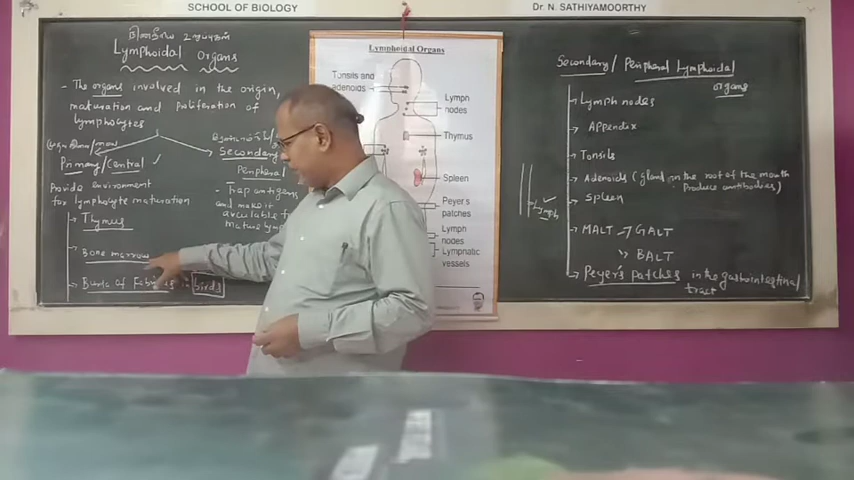 SCHOOL OF BIOLOGY
Dr. N. SATHIYAMOORTHY
Lymphoidal Organs
- The organs involved in the origin,
maturation and Poliferation of
Lymphocytes
Primary/Central ✓
Provide environment
for lymphocyte maturation
→ Thymus
→ Bone marrow
→ Bursa of Fabricius in birds
Secondary/
Peripheral
- Trap antigens
and make it
available
mature
Lymphoidal Organs
Tonsils and
adenoids
Lymph
nodes
Thymus
Spleen
Peyer's
patches
Lymph
nodes
Lymphatic
vessels
Secondary/ Peripheral Lymphoidal
organs
→ Lymph nodes
→ Appendix
→ Tonsils
→ Adenoids (gland in the roof of the mouth
Produce antibodies)
→ Spleen
→ MALT → GALT
→ BALT
→ Peyer's Patches in the gastrointestinal
tract
Lymph